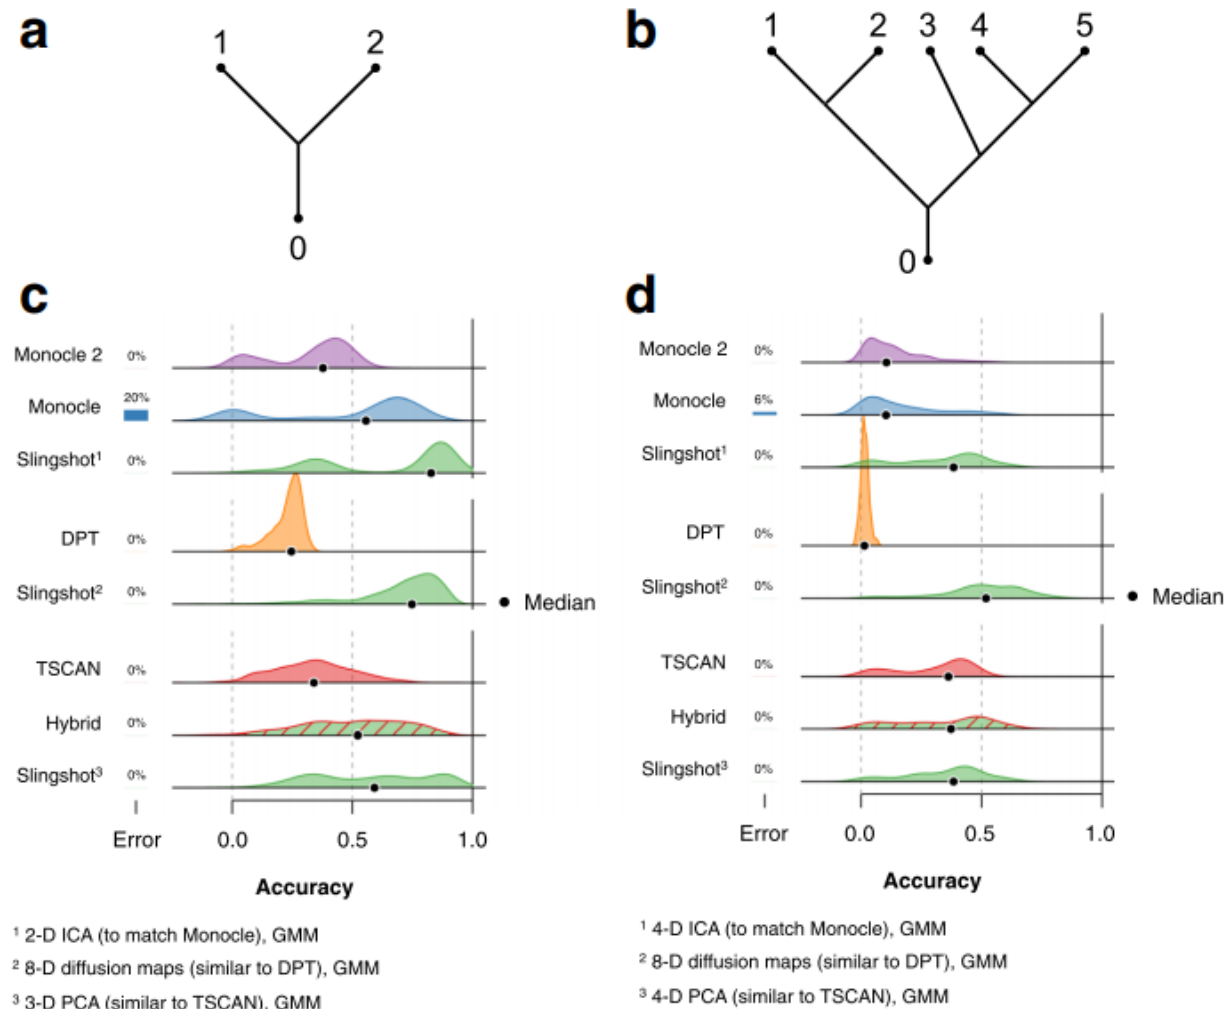 a
1 2
0
b
1 2 3 4 5
0
c
Monocle 2 0%
Monocle 20%
Slingshot¹ 0%
DPT 0%
Slingshot² 0%
Median
TSCAN 0%
Hybrid 0%
Slingshot³ 0%
Error 0.0 0.5 1.0
Accuracy
¹ 2-D ICA (to match Monocle), GMM
² 8-D diffusion maps (similar to DPT), GMM
³ 3-D PCA (similar to TSCAN), GMM
d
Monocle 2 0%
Monocle 6%
Slingshot¹ 0%
DPT 0%
Slingshot² 0%
Median
TSCAN 0%
Hybrid 0%
Slingshot³ 0%
Error 0.0 0.5 1.0
Accuracy
¹ 4-D ICA (to match Monocle), GMM
² 8-D diffusion maps (similar to DPT), GMM
³ 4-D PCA (similar to TSCAN), GMM